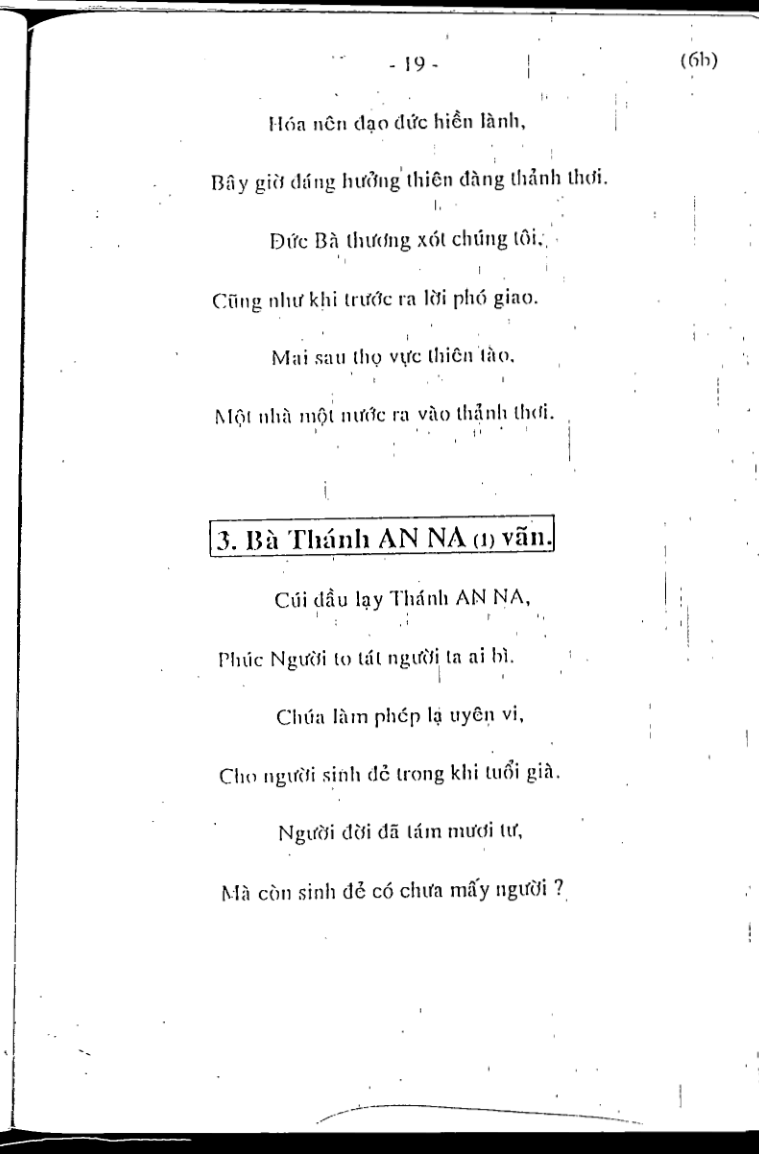 - 19 -
(6b)
Hóa nên đạo đức hiền lành,
Bây giờ đáng hưởng thiên đàng thảnh thơi.
Đức Bà thương xót chúng tôi,
Cũng như khi trước ra lời phó giao.
Mai sau thọ vực thiên tào,
Một nhà một nước ra vào thảnh thơi.
3. Bà Thánh AN NA (1) vãn.
Cúi đầu lạy Thánh AN NA,
Phúc Người to tát người ta ai bì.
Chúa làm phép lạ uyên vi,
Cho người sinh đẻ trong khi tuổi già.
Người đời đã tám mươi tư,
Mà còn sinh đẻ có chưa mấy người ?